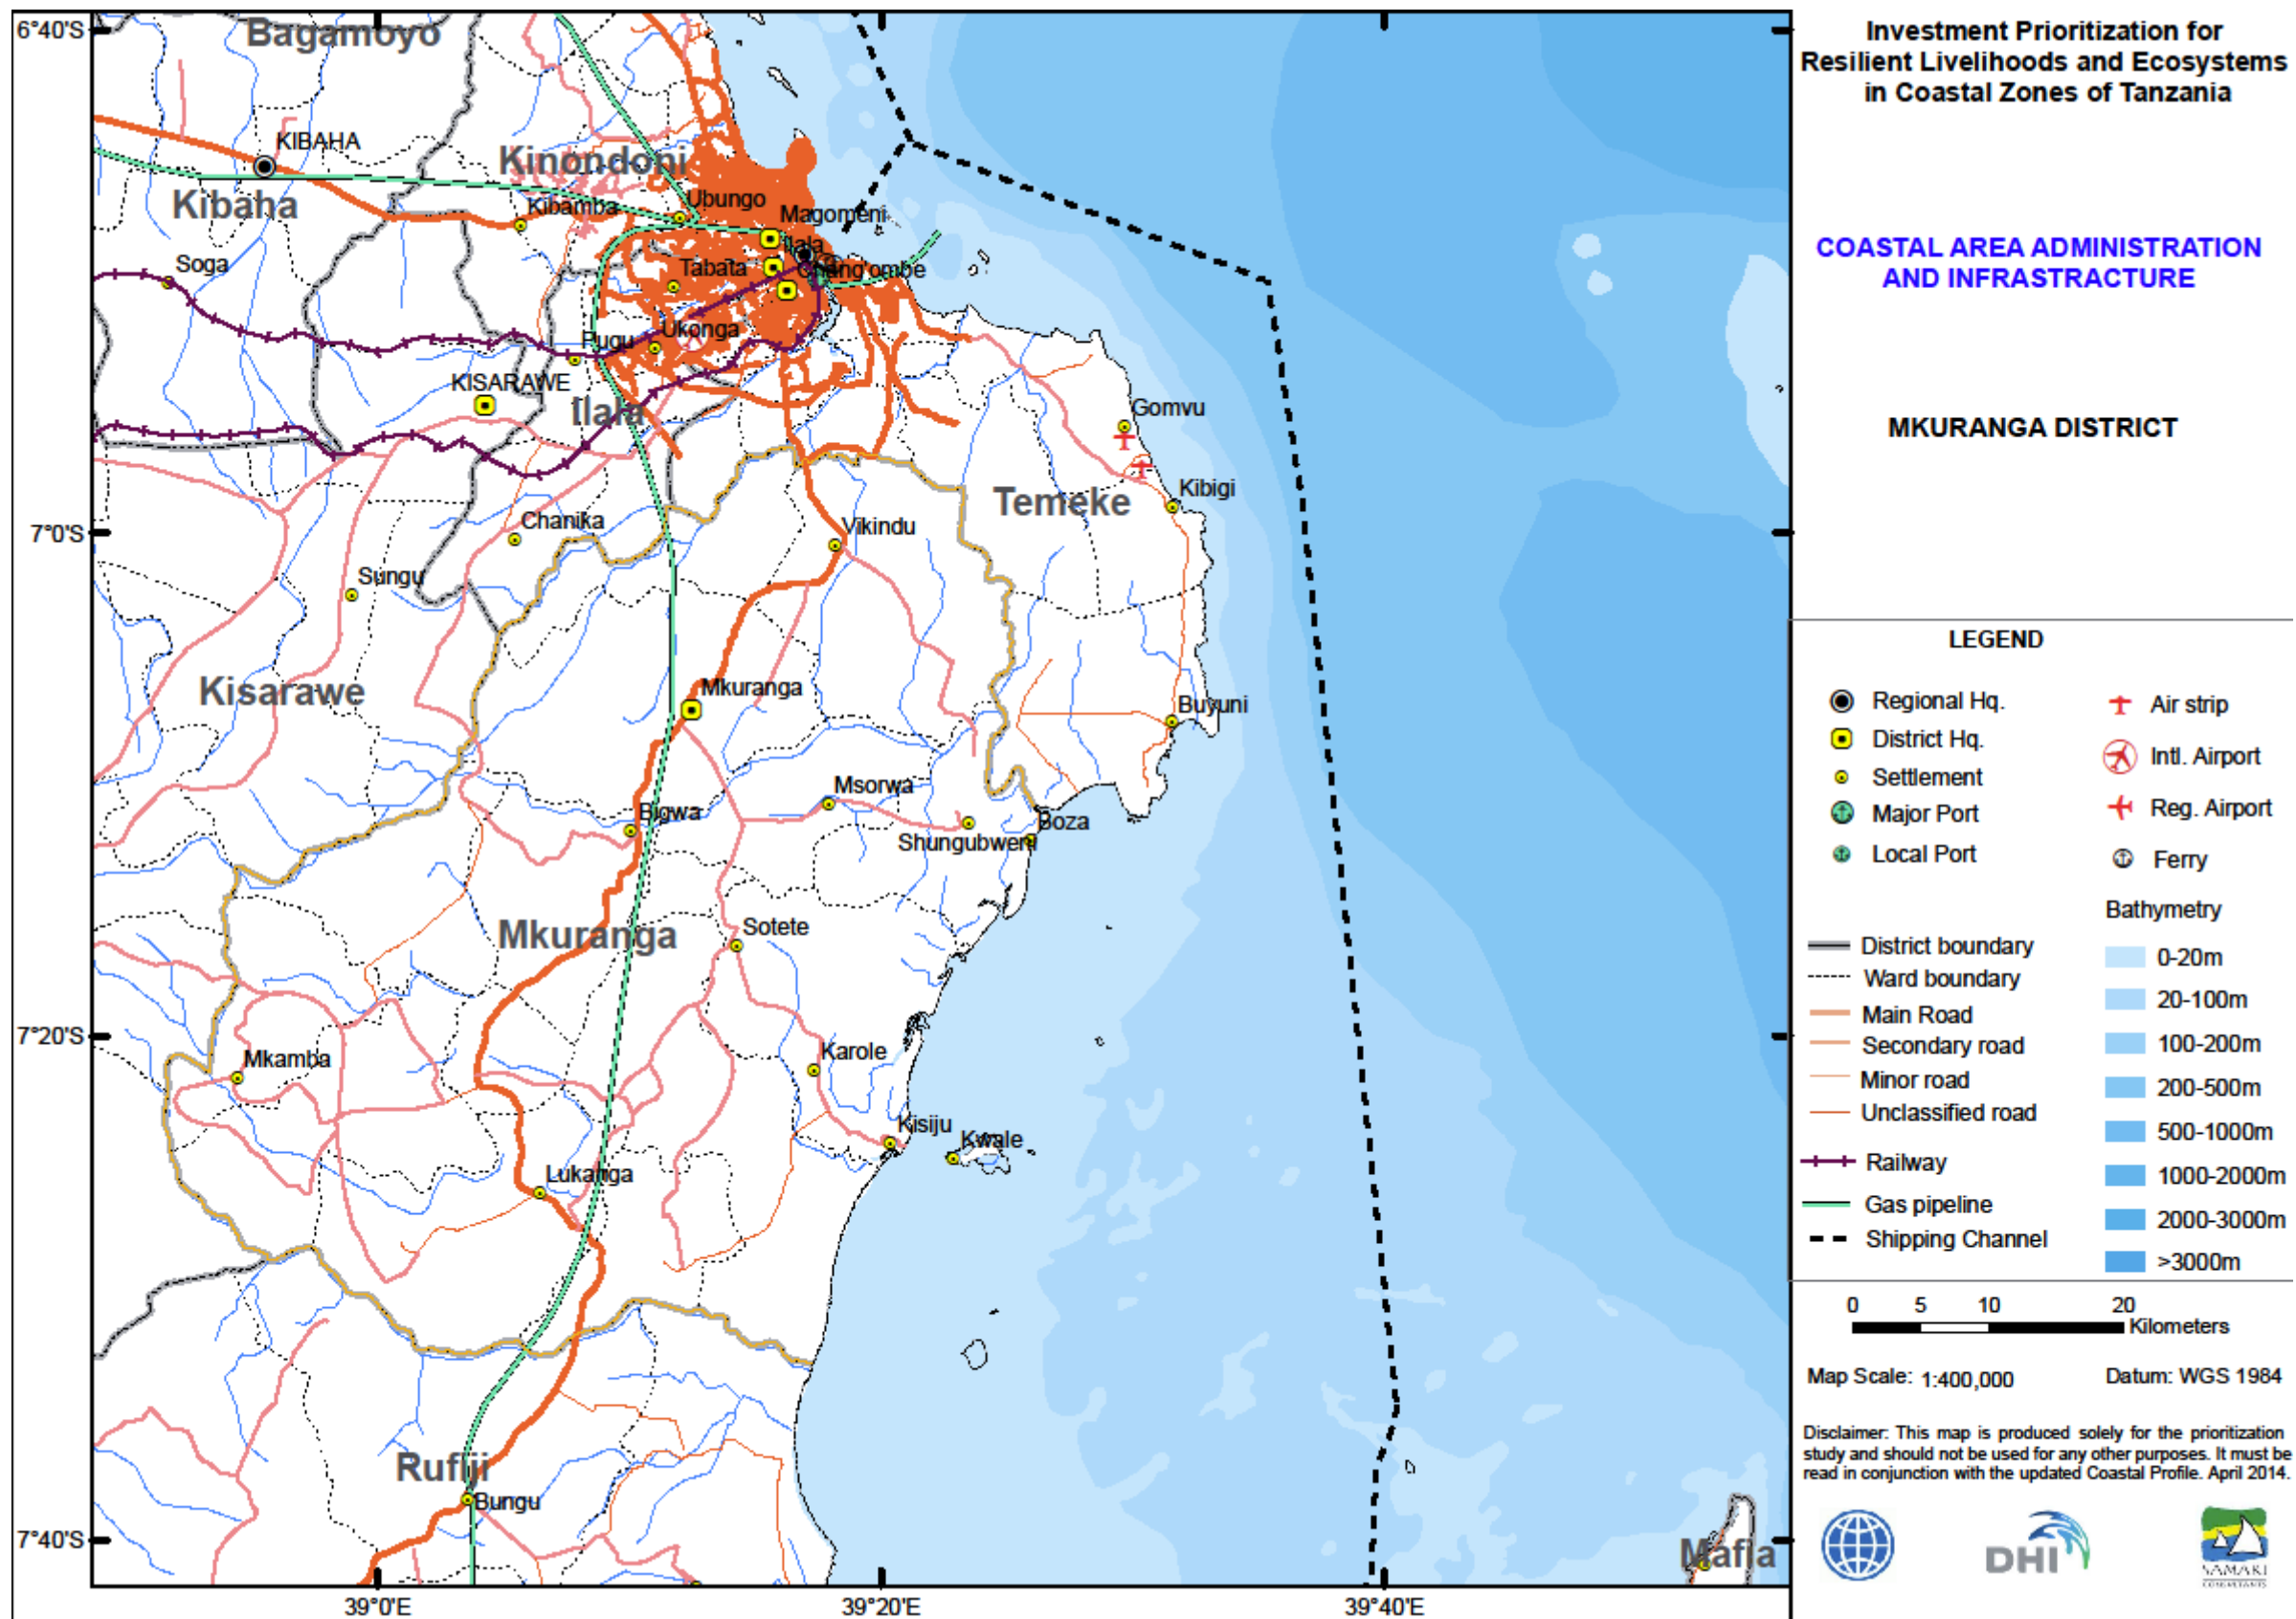 Investment Prioritization for
Resilient Livelihoods and Ecosystems
in Coastal Zones of Tanzania
COASTAL AREA ADMINISTRATION
AND INFRASTRACTURE
MKURANGA DISTRICT
LEGEND
Regional Hq.
District Hq.
Settlement
Major Port
Local Port
Air strip
Intl. Airport
Reg. Airport
Ferry
District boundary
Ward boundary
Main Road
Secondary road
Minor road
Unclassified road
Railway
Gas pipeline
Shipping Channel
Bathymetry
0-20m
20-100m
100-200m
200-500m
500-1000m
1000-2000m
2000-3000m
>3000m
0 5 10 20
Kilometers
Map Scale: 1:400,000 Datum: WGS 1984
Disclaimer: This map is produced solely for the prioritization
study and should not be used for any other purposes. It must be
read in conjunction with the updated Coastal Profile. April 2014.
DHI
SAMAKI
CONSULTANTS
6°40'S
7°0'S
7°20'S
7°40'S
39°0'E
39°20'E
39°40'E
Bagamoyo
KIBAHA
Kinondoni
Kibaha
Kibamba
Ubungo
Magomeni
Ilala
Chang'ombe
Tabata
Soga
Ukonga
Pugu
KISARAWE
Ilala
Gomvu
Temeke
Kibigi
Chanika
Vikindu
Sungu
Kisarawe
Mkuranga
Buyuni
Msorwa
Bigwa
Boza
Shungubweni
Mkuranga
Sotete
Karole
Mkamba
Kisiju
Kwale
Lukanga
Rufiji
Bungu
Mafia